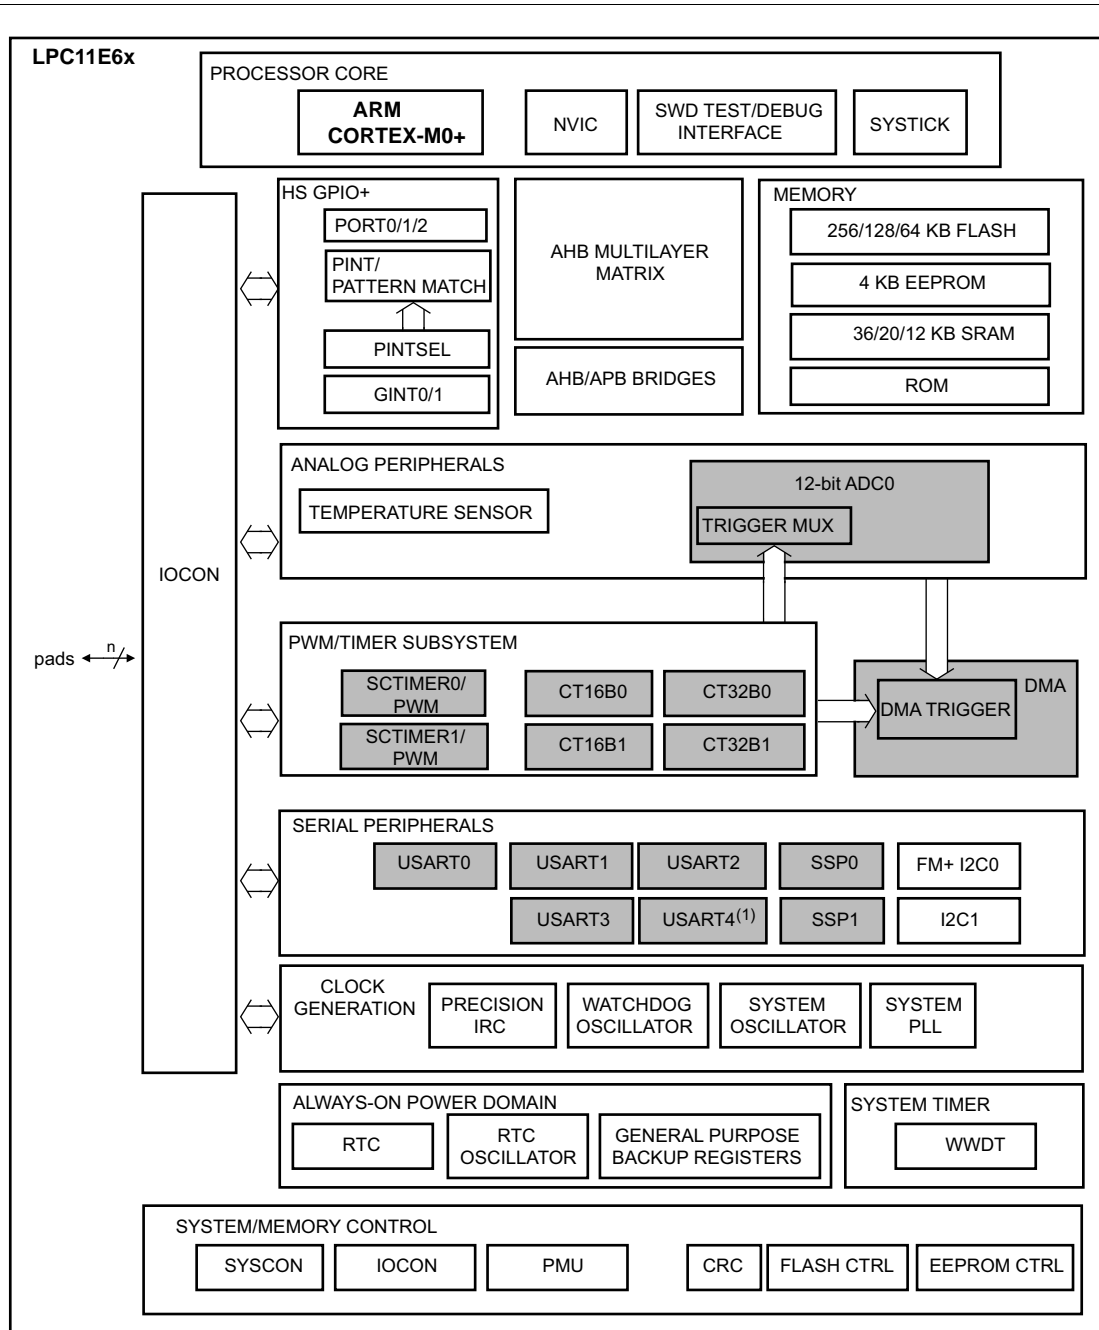 LPC11E6x
PROCESSOR CORE
ARM
CORTEX-M0+
NVIC
SWD TEST/DEBUG
INTERFACE
SYSTICK
HS GPIO+
PORT0/1/2
PINT/
PATTERN MATCH
PINTSEL
GINT0/1
AHB MULTILAYER
MATRIX
AHB/APB BRIDGES
MEMORY
256/128/64 KB FLASH
4 KB EEPROM
36/20/12 KB SRAM
ROM
IOCON
pads
n
ANALOG PERIPHERALS
TEMPERATURE SENSOR
12-bit ADC0
TRIGGER MUX
PWM/TIMER SUBSYSTEM
SCTIMER0/
PWM
CT16B0
CT32B0
SCTIMER1/
PWM
CT16B1
CT32B1
DMA
DMA TRIGGER
SERIAL PERIPHERALS
USART0
USART1
USART2
SSP0
FM+ I2C0
USART3
USART4(1)
SSP1
I2C1
CLOCK
GENERATION
PRECISION
IRC
WATCHDOG
OSCILLATOR
SYSTEM
OSCILLATOR
SYSTEM
PLL
ALWAYS-ON POWER DOMAIN
RTC
RTC
OSCILLATOR
GENERAL PURPOSE
BACKUP REGISTERS
SYSTEM TIMER
WWDT
SYSTEM/MEMORY CONTROL
SYSCON
IOCON
PMU
CRC
FLASH CTRL
EEPROM CTRL